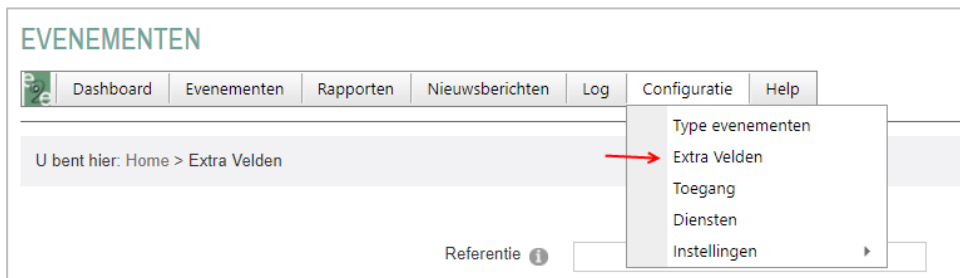 EVENEMENTEN
e2e Dashboard Evenementen Rapporten Nieuwsberichten Log Configuratie Help
Type evenementen
U bent hier: Home > Extra Velden
Extra Velden
Toegang
Diensten
Referentie
Instellingen